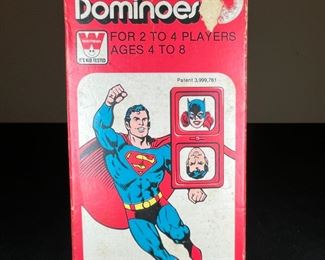 Dominoes
FOR 2 TO 4 PLAYERS
AGES 4 TO 8
W
IT'S KID TESTED
Patent 3,999,761
S